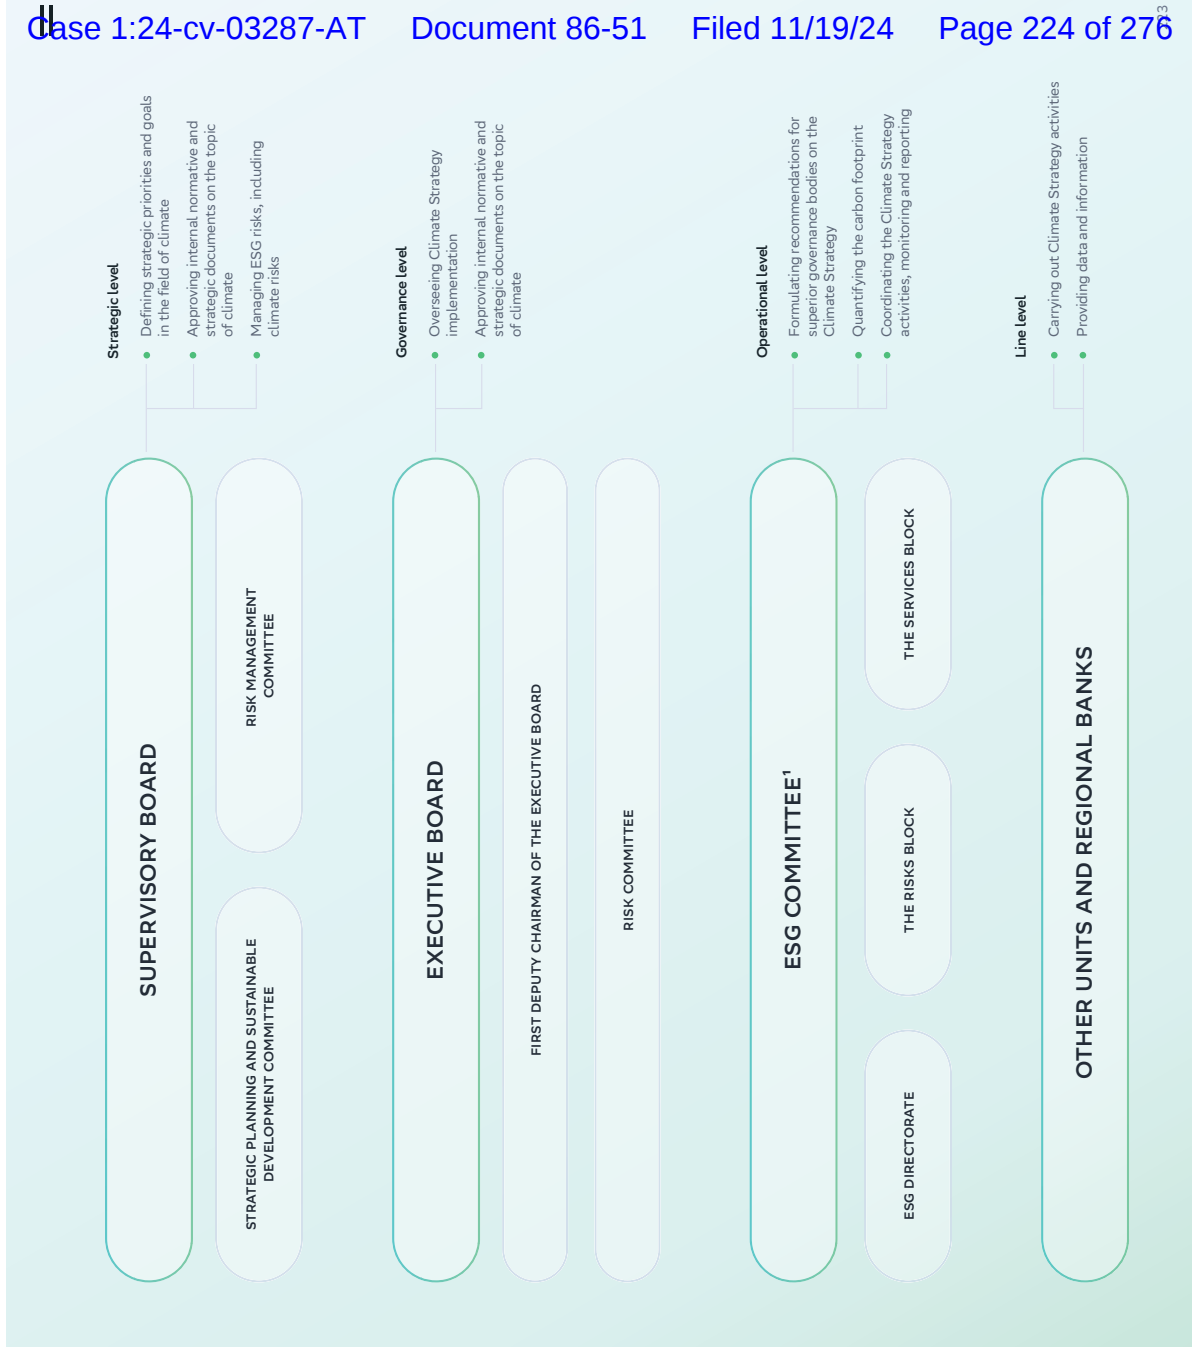 Case 1:24-cv-03287-AT Document 86-51 Filed 11/19/24 Page 224 of 276
SUPERVISORY BOARD
STRATEGIC PLANNING AND SUSTAINABLE
DEVELOPMENT COMMITTEE
RISK MANAGEMENT
COMMITTEE
Strategic level
Defining strategic priorities and goals
in the field of climate
Approving internal normative and
strategic documents on the topic
of climate
Managing ESG risks, including
climate risks
EXECUTIVE BOARD
FIRST DEPUTY CHAIRMAN OF THE EXECUTIVE BOARD
RISK COMMITTEE
Governance level
Overseeing Climate Strategy
implementation
Approving internal normative and
strategic documents on the topic
of climate
ESG COMMITTEE¹
ESG DIRECTORATE
THE RISKS BLOCK
THE SERVICES BLOCK
Operational level
Formulating recommendations for
superior governance bodies on the
Climate Strategy
Quantifying the carbon footprint
Coordinating the Climate Strategy
activities, monitoring and reporting
OTHER UNITS AND REGIONAL BANKS
Line level
Carrying out Climate Strategy activities
Providing data and information